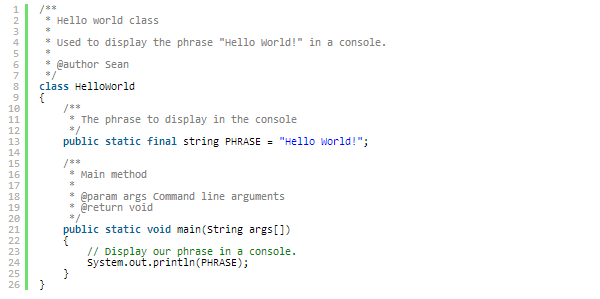 1 /**
2  * Hello world class
3  *
4  * Used to display the phrase "Hello World!" in a console.
5  *
6  * @author Sean
7  */
8 class HelloWorld
9 {
10     /**
11      * The phrase to display in the console
12      */
13     public static final string PHRASE = "Hello World!";
14
15     /**
16      * Main method
17      *
18      * @param args Command line arguments
19      * @return void
20      */
21     public static void main(String args[])
22     {
23         // Display our phrase in a console.
24         System.out.println(PHRASE);
25     }
26 }